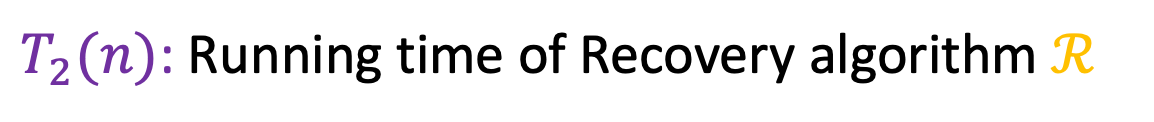 𝑇₂(𝑛): Running time of Recovery algorithm ℛ